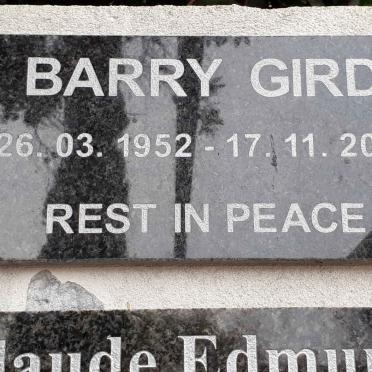 BARRY GIRD
26. 03. 1952 - 17. 11. 20
REST IN PEACE
laude Edmu